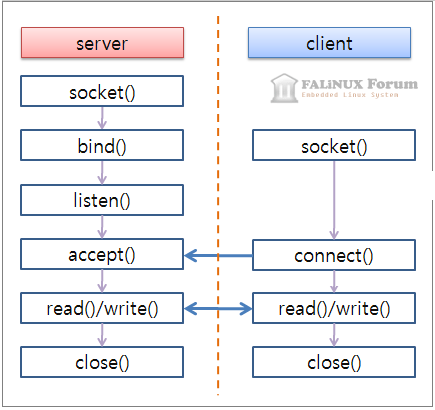 server
client
FALINUX Forum
Embedded Linux System
socket()
bind()
socket()
listen()
accept()
connect()
read()/write()
read()/write()
close()
close()